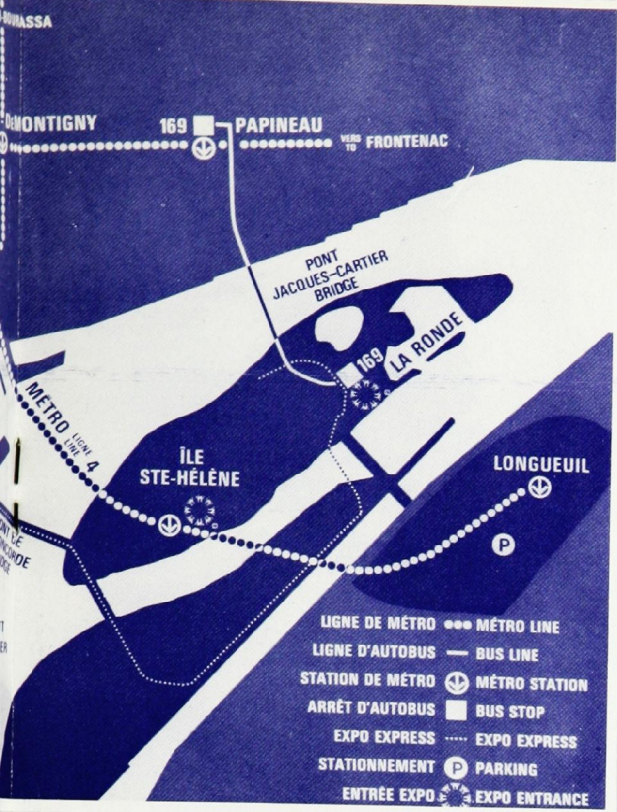 -BOURASSA
DeMONTIGNY
169 PAPINEAU
VERS
TO FRONTENAC
PONT
JACQUES-CARTIER
BRIDGE
169
LA RONDE
MÉTRO LIGNE
LINE 4
ÎLE
STE-HÉLÈNE
LONGUEUIL
P
LIGNE DE MÉTRO MÉTRO LINE
LIGNE D'AUTOBUS BUS LINE
STATION DE MÉTRO MÉTRO STATION
ARRÊT D'AUTOBUS BUS STOP
EXPO EXPRESS EXPO EXPRESS
STATIONNEMENT P PARKING
ENTRÉE EXPO EXPO ENTRANCE